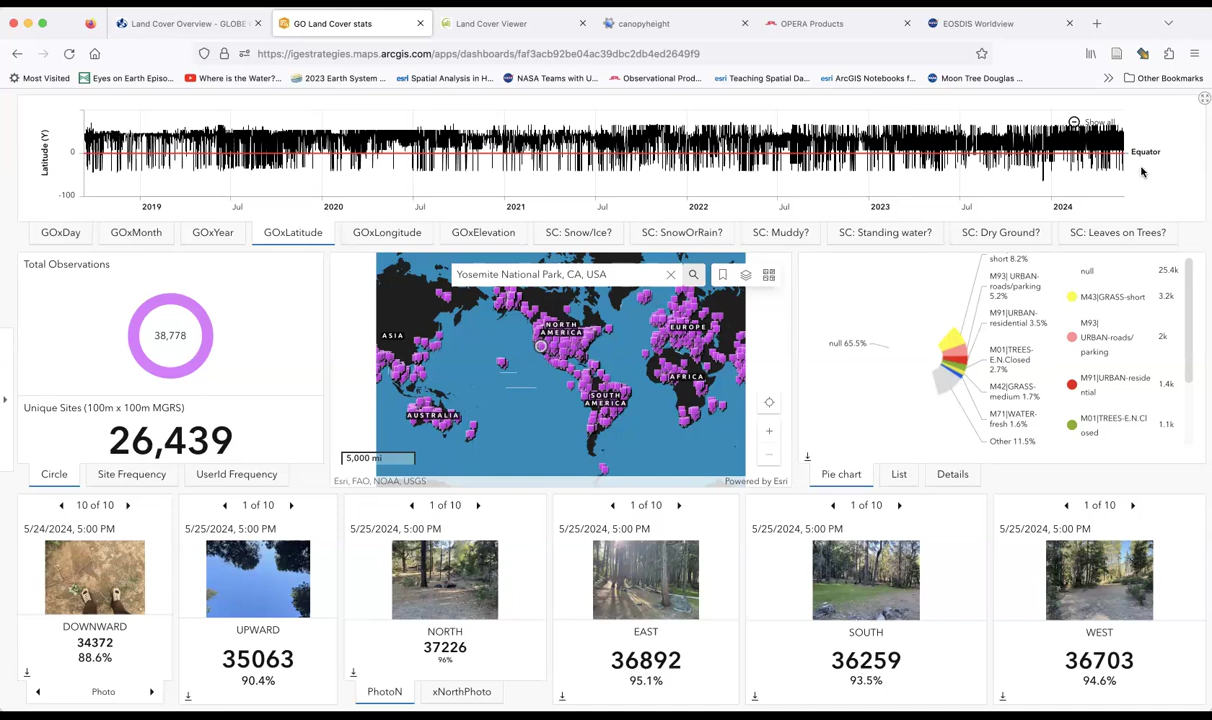 Land Cover Overview - GLOBE
GO Land Cover stats
Land Cover Viewer
canopyheight
OPERA Products
EOSDIS Worldview
https://igestrategies.maps.arcgis.com/apps/dashboards/faf3acb92be04ac39dbc2db4ed2649f9
Most Visited
Eyes on Earth Episo...
Where is the Water?...
2023 Earth System ...
esri Spatial Analysis in H...
NASA Teams with U...
Observational Prod...
esri Teaching Spatial Da...
esri ArcGIS Notebooks f...
Moon Tree Douglas ...
Other Bookmarks
Latitude (Y)
0
-100
Show all
Equator
2019
Jul
2020
Jul
2021
Jul
2022
Jul
2023
Jul
2024
GOxDay
GOxMonth
GOxYear
GOxLatitude
GOxLongitude
GOxElevation
SC: Snow/Ice?
SC: SnowOrRain?
SC: Muddy?
SC: Standing water?
SC: Dry Ground?
SC: Leaves on Trees?
Total Observations
38,778
Unique Sites (100m x 100m MGRS)
26,439
Circle
Site Frequency
UserId Frequency
Yosemite National Park, CA, USA
ASIA
NORTH
AMERICA
EUROPE
AFRICA
SOUTH
AMERICA
AUSTRALIA
5,000 mi
Esri, FAO, NOAA, USGS
Powered by Esri
short 8.2%
M93| URBAN-
roads/parking
5.2%
M91|URBAN-
residential 3.5%
null 65.5%
M01|TREES-
E.N.Closed
2.7%
M42|GRASS-
medium 1.7%
M71|WATER-
fresh 1.6%
Other 11.5%
null 25.4k
M43|GRASS-short 3.2k
M93|
URBAN-roads/ 2k
parking
M91|URBAN-reside 1.4k
ntial
M01|TREES-E.N.Cl 1.1k
osed
Pie chart
List
Details
10 of 10
5/24/2024, 5:00 PM
DOWNWARD
34372
88.6%
Photo
1 of 10
5/25/2024, 5:00 PM
UPWARD
35063
90.4%
1 of 10
5/25/2024, 5:00 PM
NORTH
37226
96%
PhotoN
xNorthPhoto
1 of 10
5/25/2024, 5:00 PM
EAST
36892
95.1%
1 of 10
5/25/2024, 5:00 PM
SOUTH
36259
93.5%
1 of 10
5/25/2024, 5:00 PM
WEST
36703
94.6%